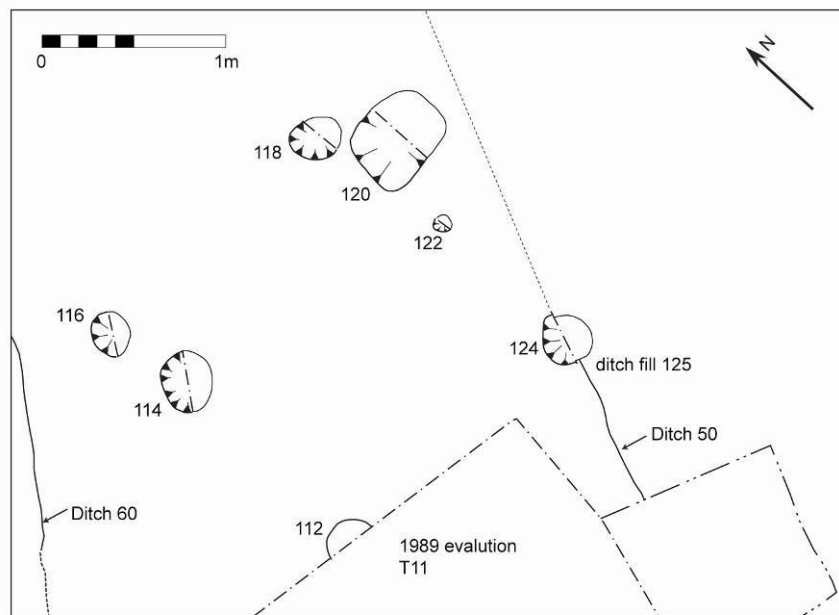 0 1m
N
118
120
122
116
114
124
ditch fill 125
Ditch 50
Ditch 60
112
1989 evalution
T11